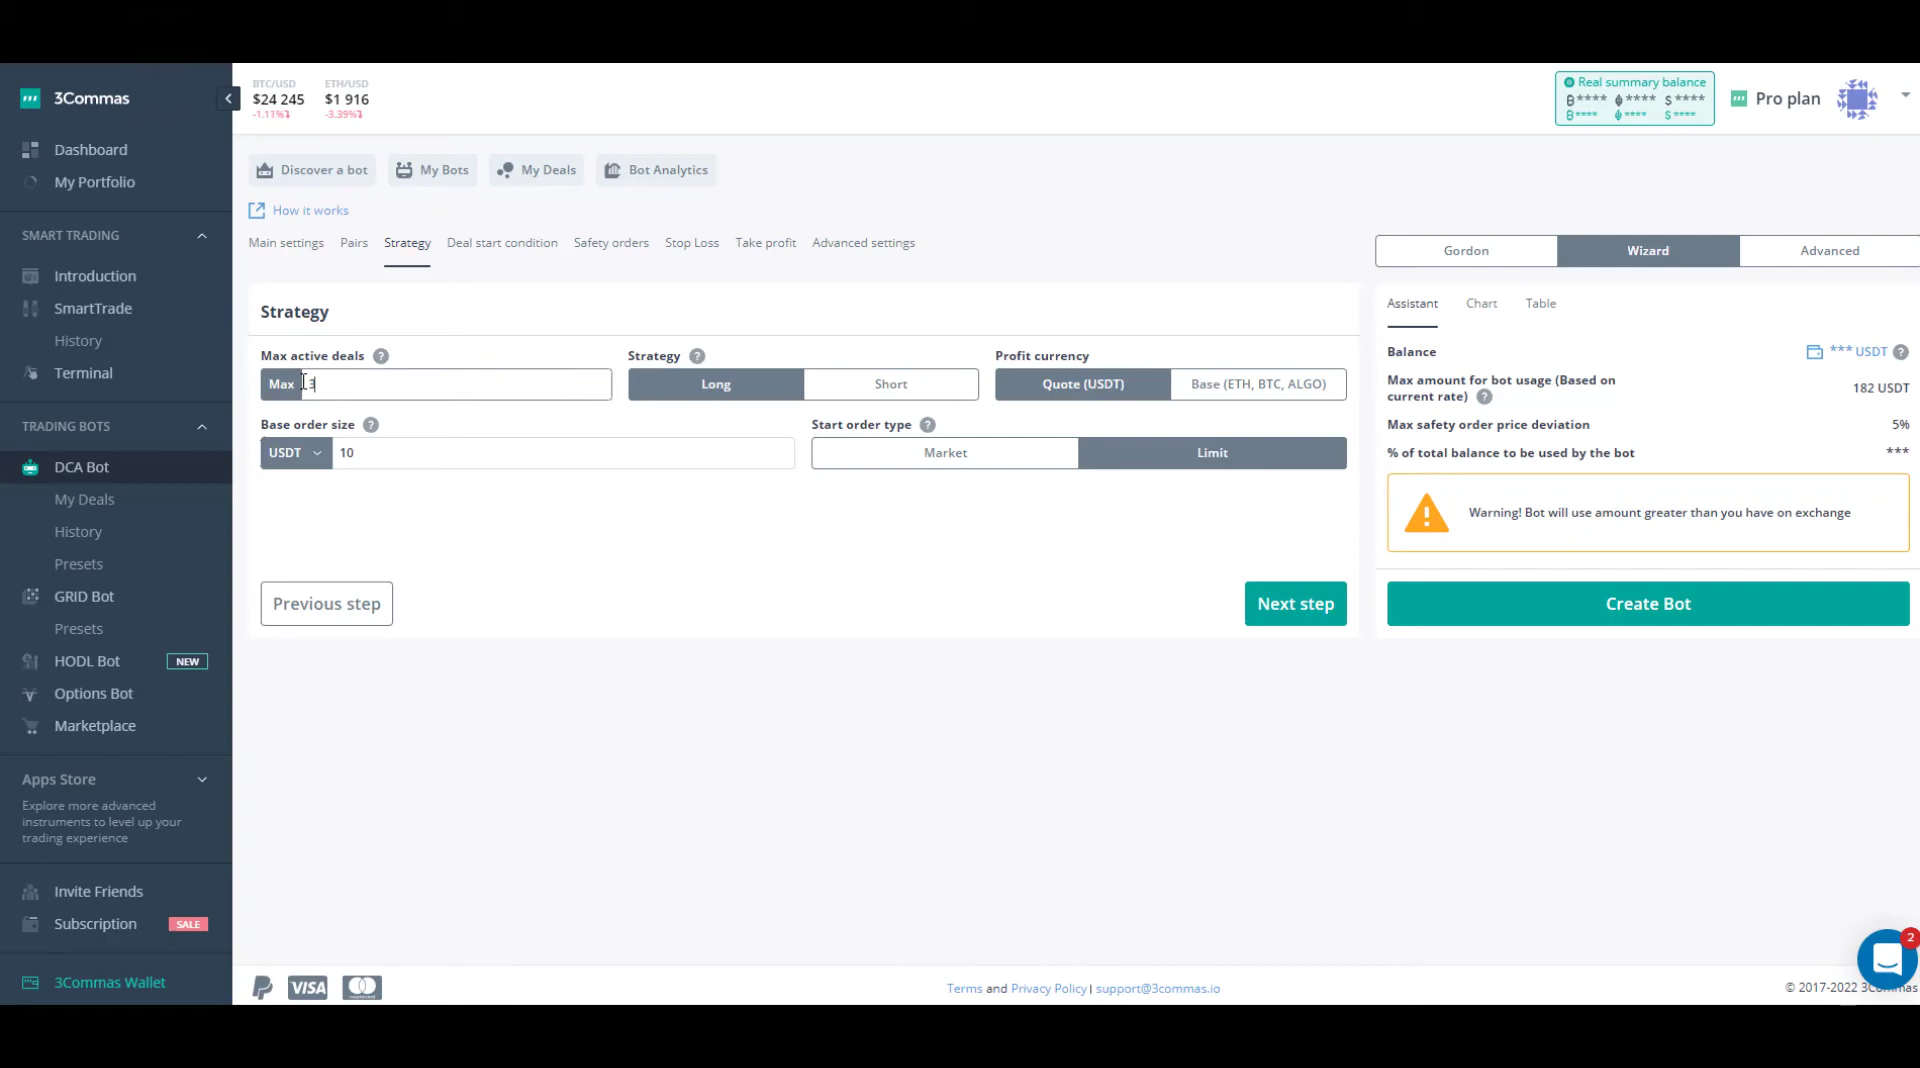 3Commas
Dashboard
My Portfolio
SMART TRADING
Introduction
SmartTrade
History
Terminal
TRADING BOTS
DCA Bot
My Deals
History
Presets
GRID Bot
Presets
HODL Bot NEW
Options Bot
Marketplace
Apps Store
Explore more advanced
instruments to level up your
trading experience
Invite Friends
Subscription SALE
3Commas Wallet
BTC/USD ETH/USD
$24 245 $1 916
-1.11% -3.39%
Real summary balance
**** **** $ ****
**** **** $ ****
Pro plan
Discover a bot My Bots My Deals Bot Analytics
How it works
Main settings Pairs Strategy Deal start condition Safety orders Stop Loss Take profit Advanced settings
Gordon Wizard Advanced
Strategy
Max active deals ? Strategy ? Profit currency
Max 3 Long Short Quote (USDT) Base (ETH, BTC, ALGO)
Base order size ? Start order type ?
USDT 10 Market Limit
Previous step Next step
Assistant Chart Table
Balance *** USDT ?
Max amount for bot usage (Based on
current rate) ? 182 USDT
Max safety order price deviation 5%
% of total balance to be used by the bot ***
Warning! Bot will use amount greater than you have on exchange
Create Bot
2
VISA
Terms and Privacy Policy | support@3commas.io
© 2017-2022 3Commas